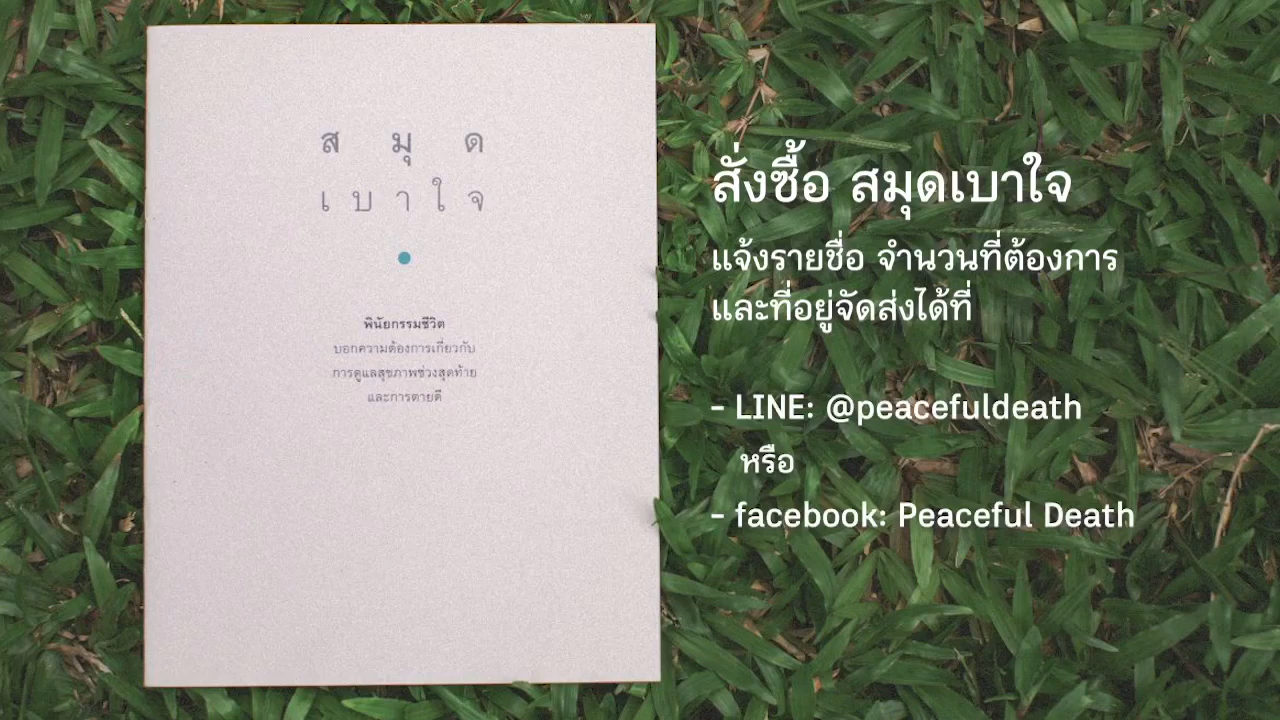 สมุด
เบาใจ
พินัยกรรมชีวิต
บอกความต้องการเกี่ยวกับ
การดูแลสุขภาพช่วงสุดท้าย
และการตายดี
สั่งซื้อ สมุดเบาใจ
แจ้งรายชื่อ จำนวนที่ต้องการ
และที่อยู่จัดส่งได้ที่
- LINE: @peacefuldeath
หรือ
- facebook: Peaceful Death